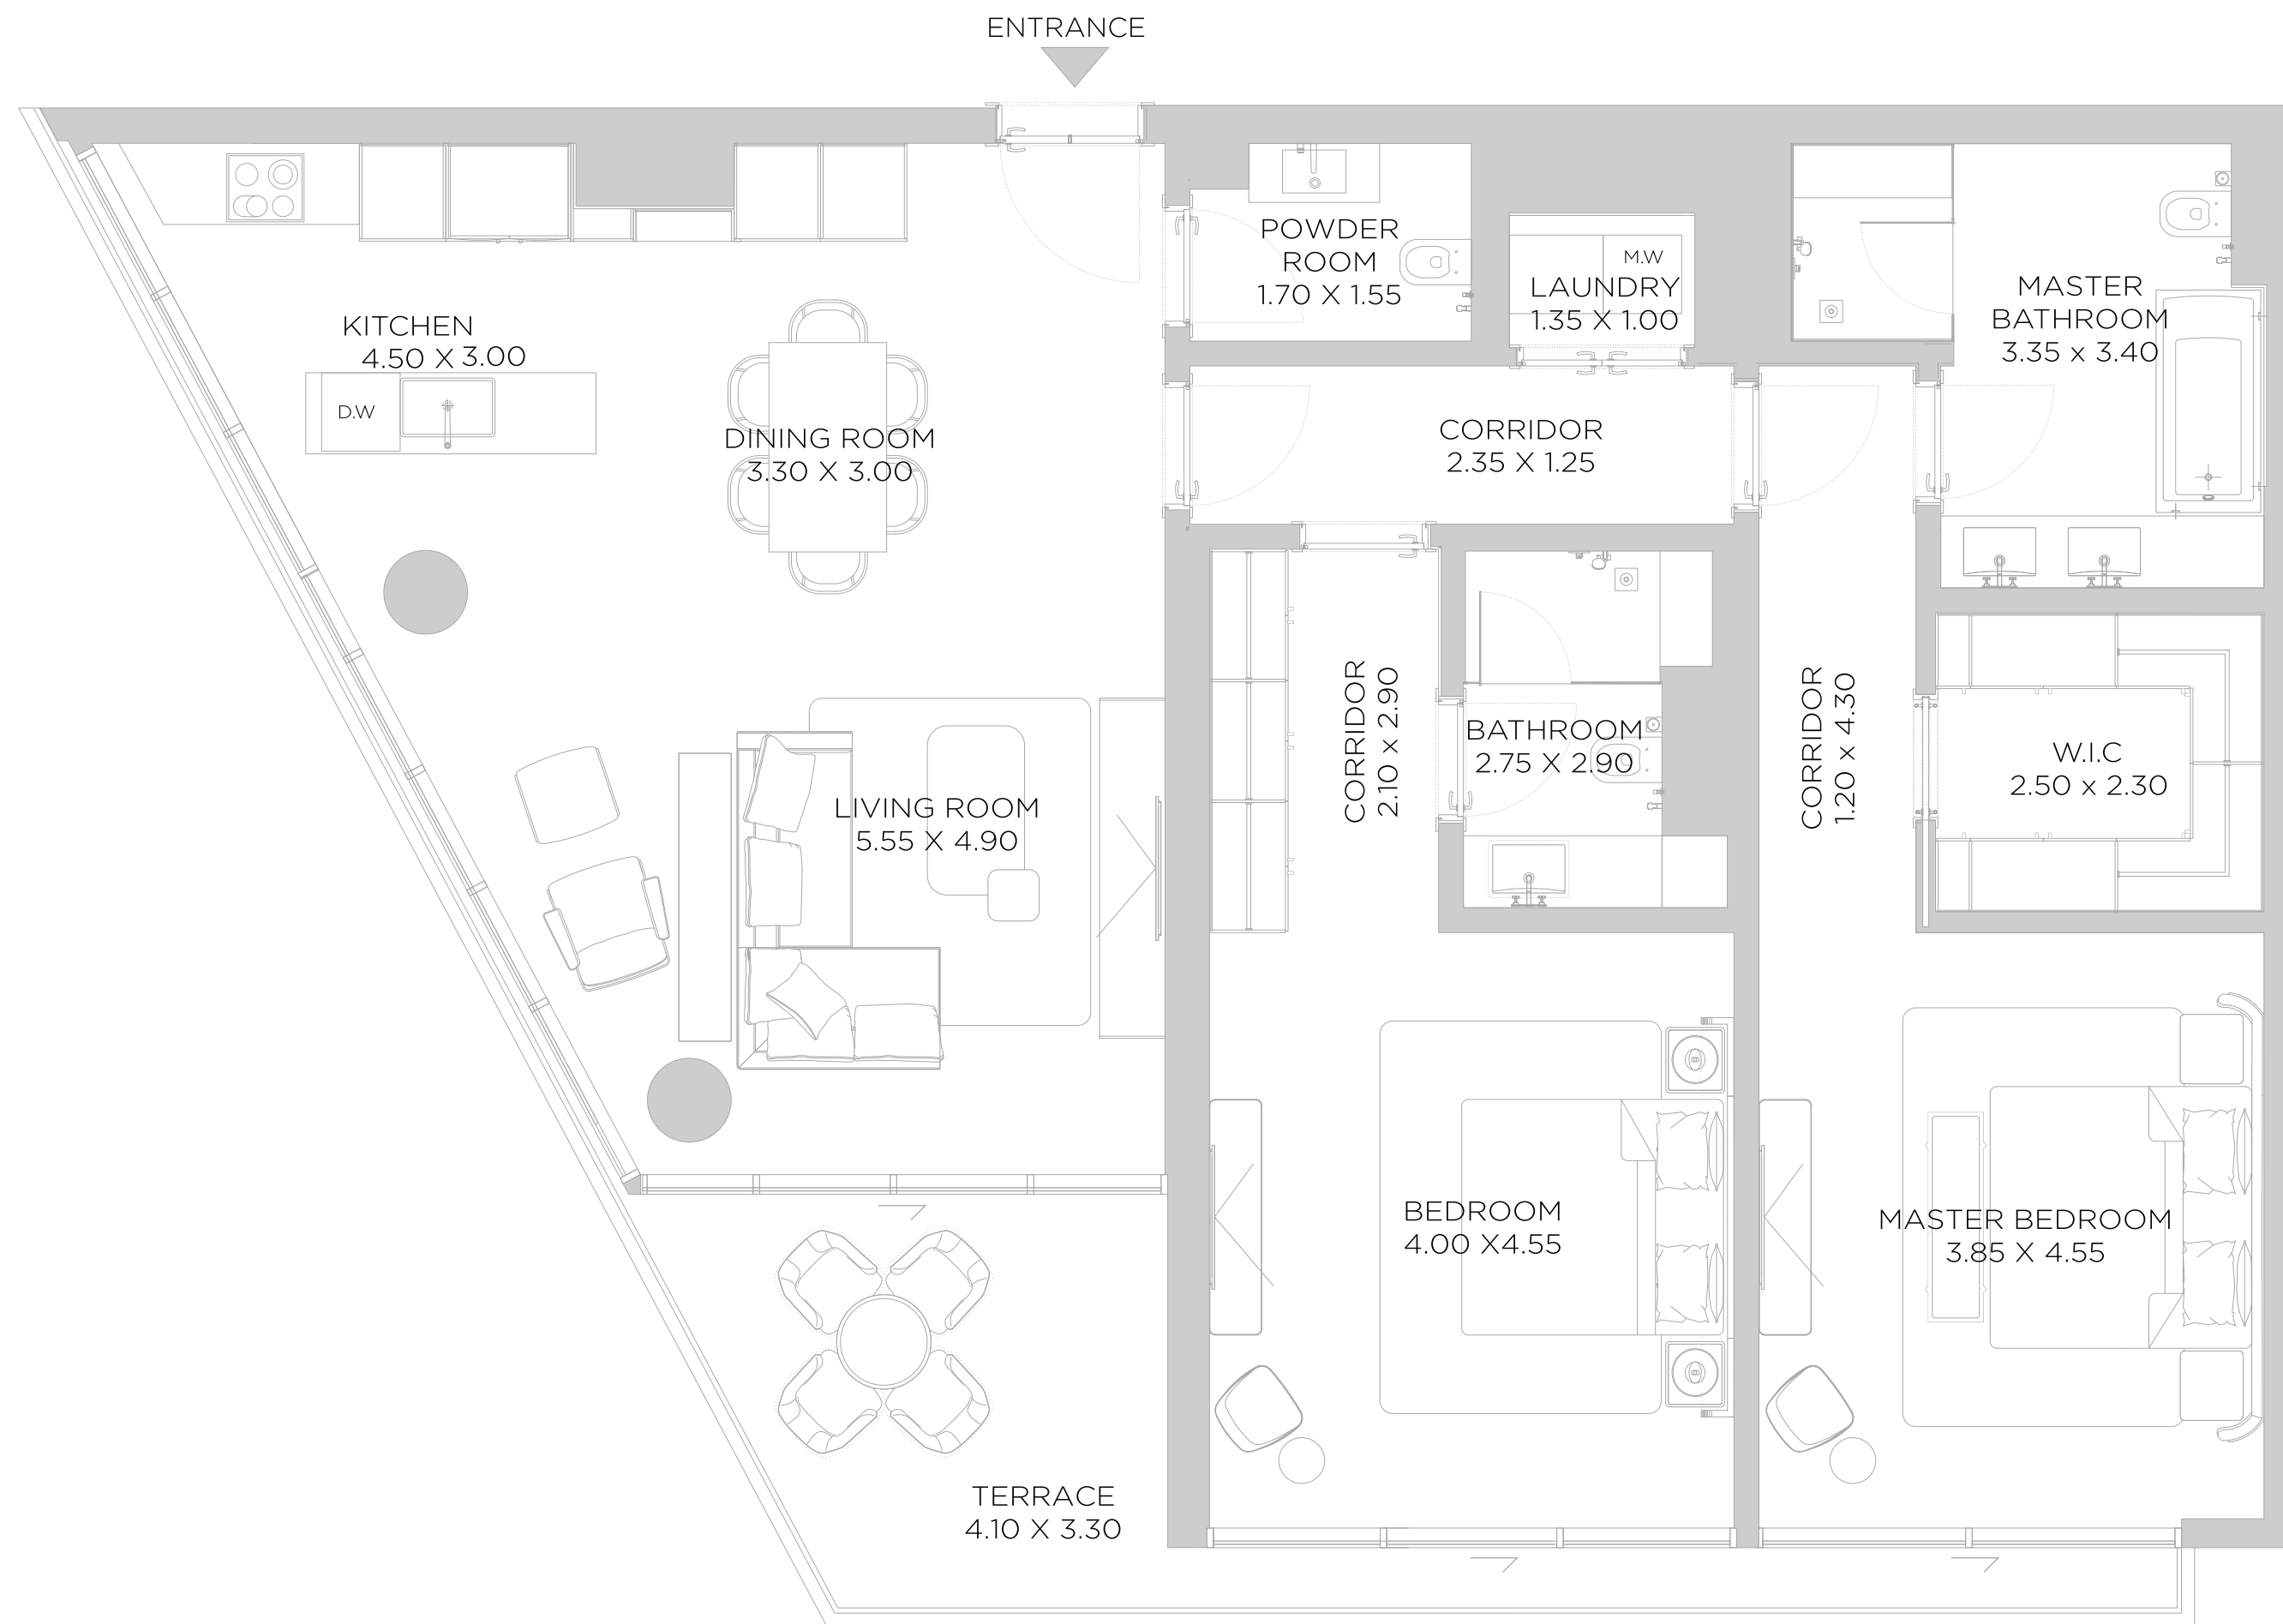 ENTRANCE
POWDER
ROOM
1.70 X 1.55
M.W
LAUNDRY
1.35 X 1.00
MASTER
BATHROOM
3.35 x 3.40
KITCHEN
4.50 X 3.00
D.W
DINING ROOM
3.30 X 3.00
CORRIDOR
2.35 X 1.25
CORRIDOR
2.10 x 2.90
BATHROOM
2.75 X 2.90
CORRIDOR
1.20 x 4.30
W.I.C
2.50 x 2.30
LIVING ROOM
5.55 X 4.90
BEDROOM
4.00 X4.55
MASTER BEDROOM
3.85 X 4.55
TERRACE
4.10 X 3.30